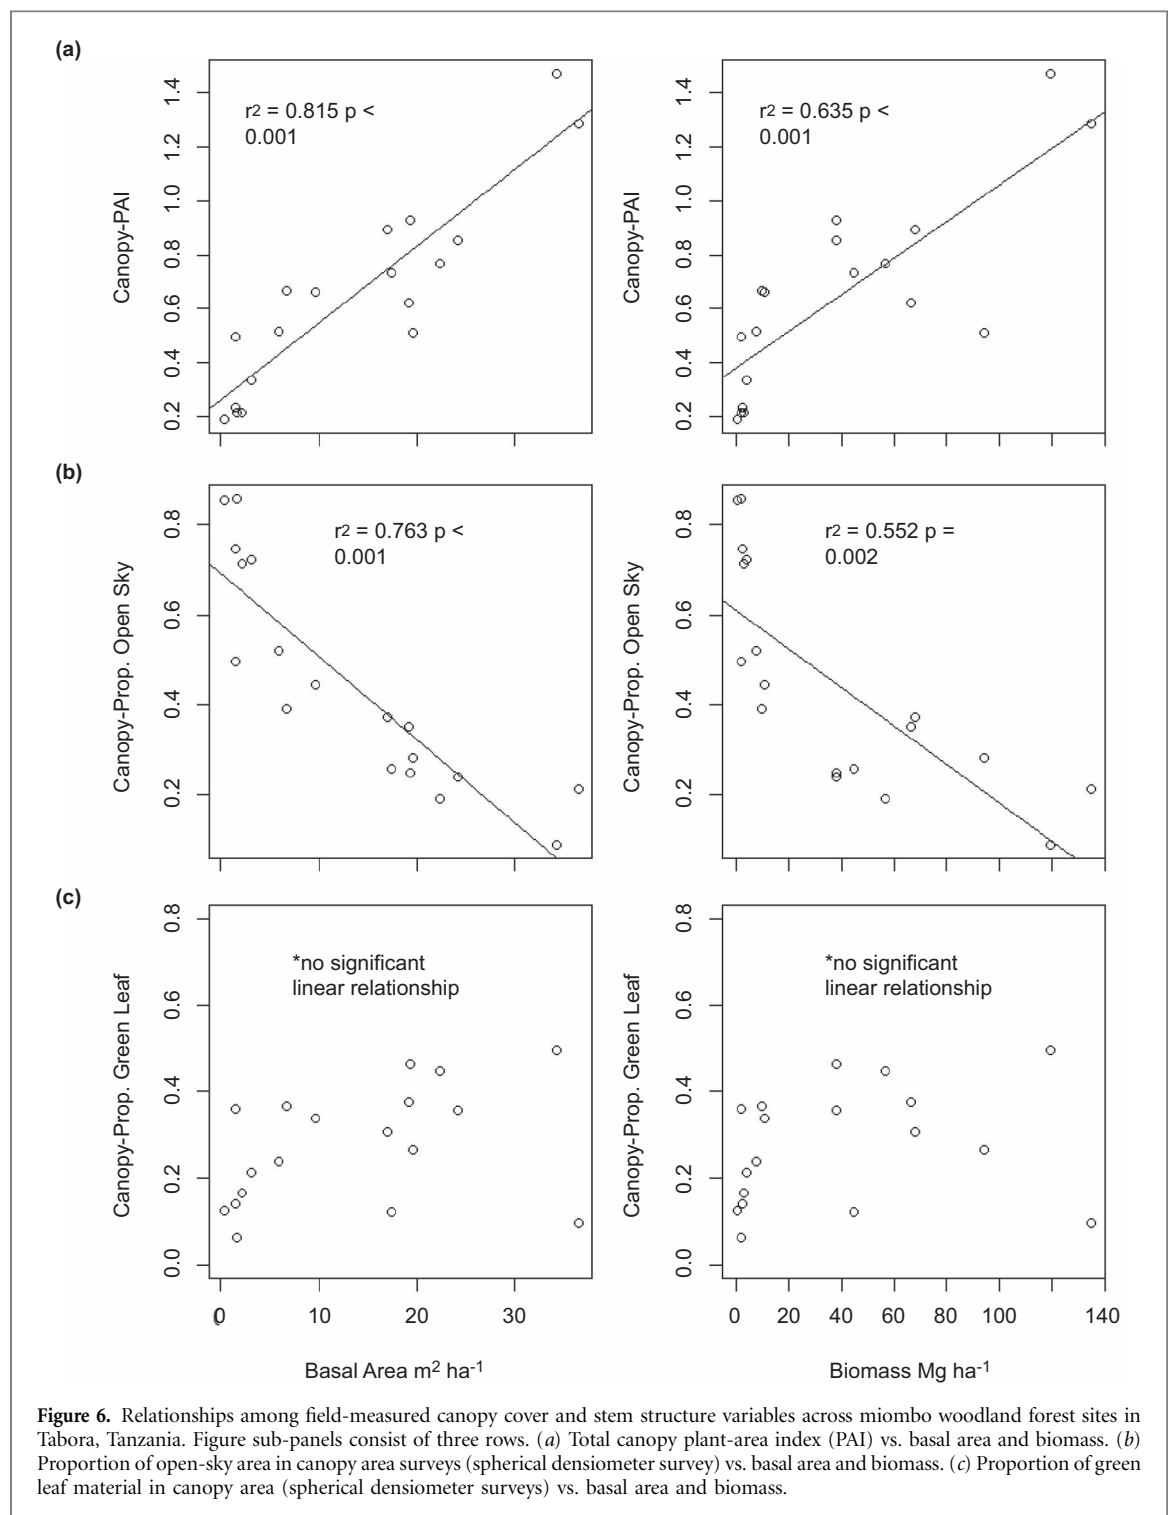 (a)
r2 = 0.815 p <
0.001
Canopy-PAI
0.2 0.4 0.6 0.8 1.0 1.2 1.4
r2 = 0.635 p <
0.001
Canopy-PAI
0.2 0.4 0.6 0.8 1.0 1.2 1.4
(b)
r2 = 0.763 p <
0.001
Canopy-Prop. Open Sky
0.2 0.4 0.6 0.8
r2 = 0.552 p =
0.002
Canopy-Prop. Open Sky
0.2 0.4 0.6 0.8
(c)
*no significant
linear relationship
Canopy-Prop. Green Leaf
0.0 0.2 0.4 0.6 0.8
0 10 20 30
Basal Area m² ha⁻¹
*no significant
linear relationship
Canopy-Prop. Green Leaf
0.0 0.2 0.4 0.6 0.8
0 20 40 60 80 100 140
Biomass Mg ha⁻¹
Figure 6. Relationships among field-measured canopy cover and stem structure variables across miombo woodland forest sites in
Tabora, Tanzania. Figure sub-panels consist of three rows. (a) Total canopy plant-area index (PAI) vs. basal area and biomass. (b)
Proportion of open-sky area in canopy area surveys (spherical densiometer survey) vs. basal area and biomass. (c) Proportion of green
leaf material in canopy area (spherical densiometer surveys) vs. basal area and biomass.